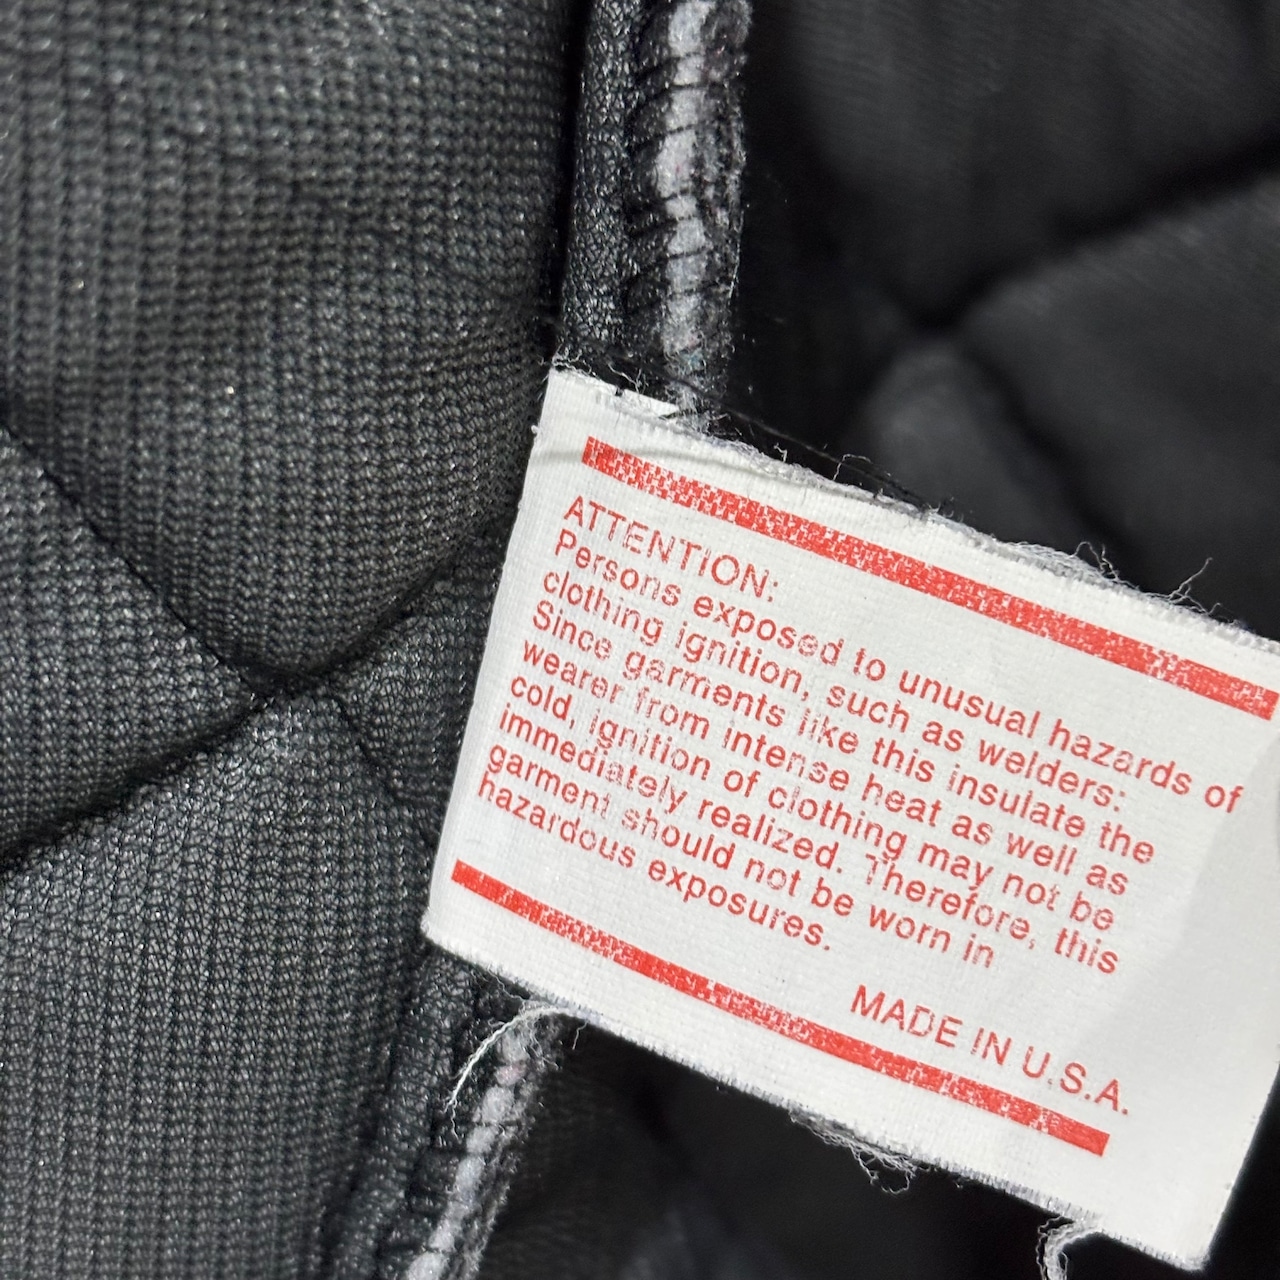 ATTENTION:
Persons exposed to unusual hazards of
clothing ignition, such as welders:
Since garments like this insulate the
wearer from intense heat as well as
cold, ignition of clothing may not be
immediately realized. Therefore, this
garment should not be worn in
hazardous exposures.
MADE IN U.S.A.